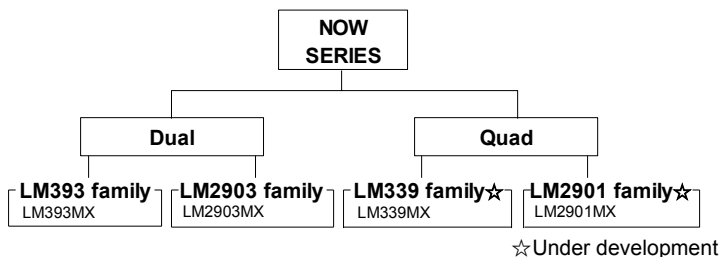 NOW
SERIES
Dual
Quad
LM393 family
LM393MX
LM2903 family
LM2903MX
LM339 family☆
LM339MX
LM2901 family☆
LM2901MX
☆Under development